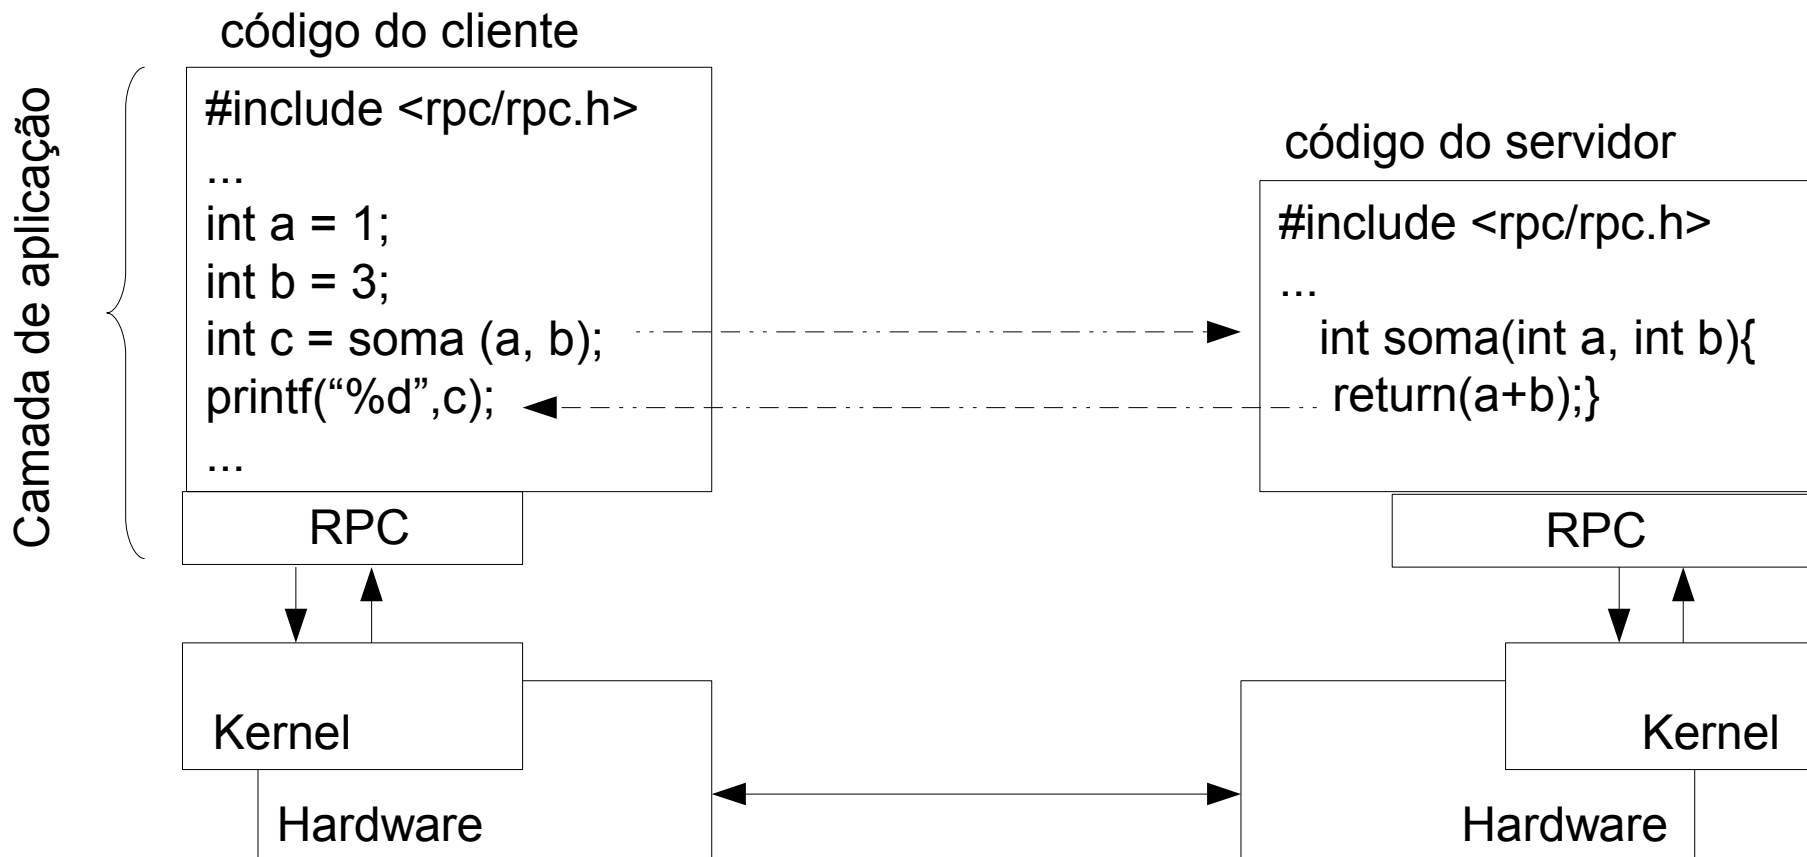 código do cliente
Camada de aplicação
#include <rpc/rpc.h>
...
int a = 1;
int b = 3;
int c = soma (a, b);
printf(“%d”,c);
...
RPC
Kernel
Hardware
código do servidor
#include <rpc/rpc.h>
...
int soma(int a, int b){
return(a+b);}
RPC
Kernel
Hardware